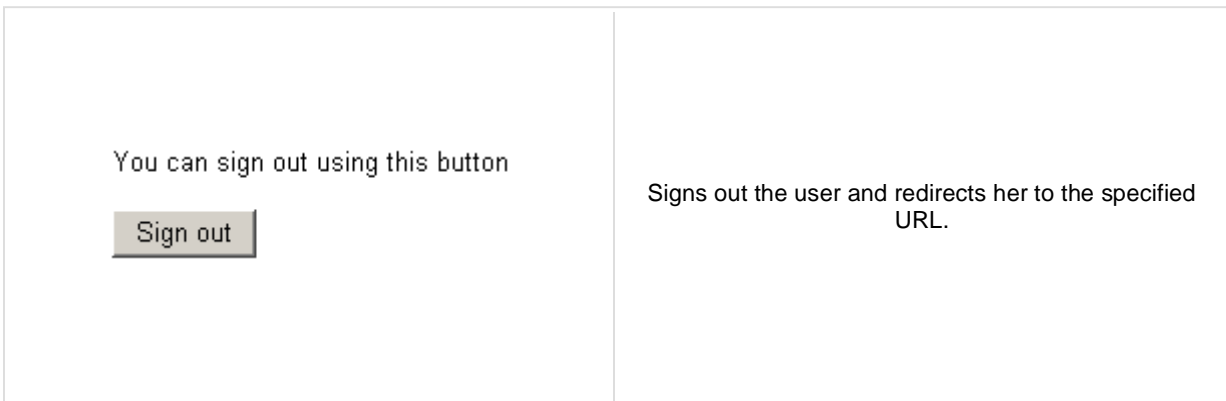 You can sign out using this button
Sign out
Signs out the user and redirects her to the specified
URL.